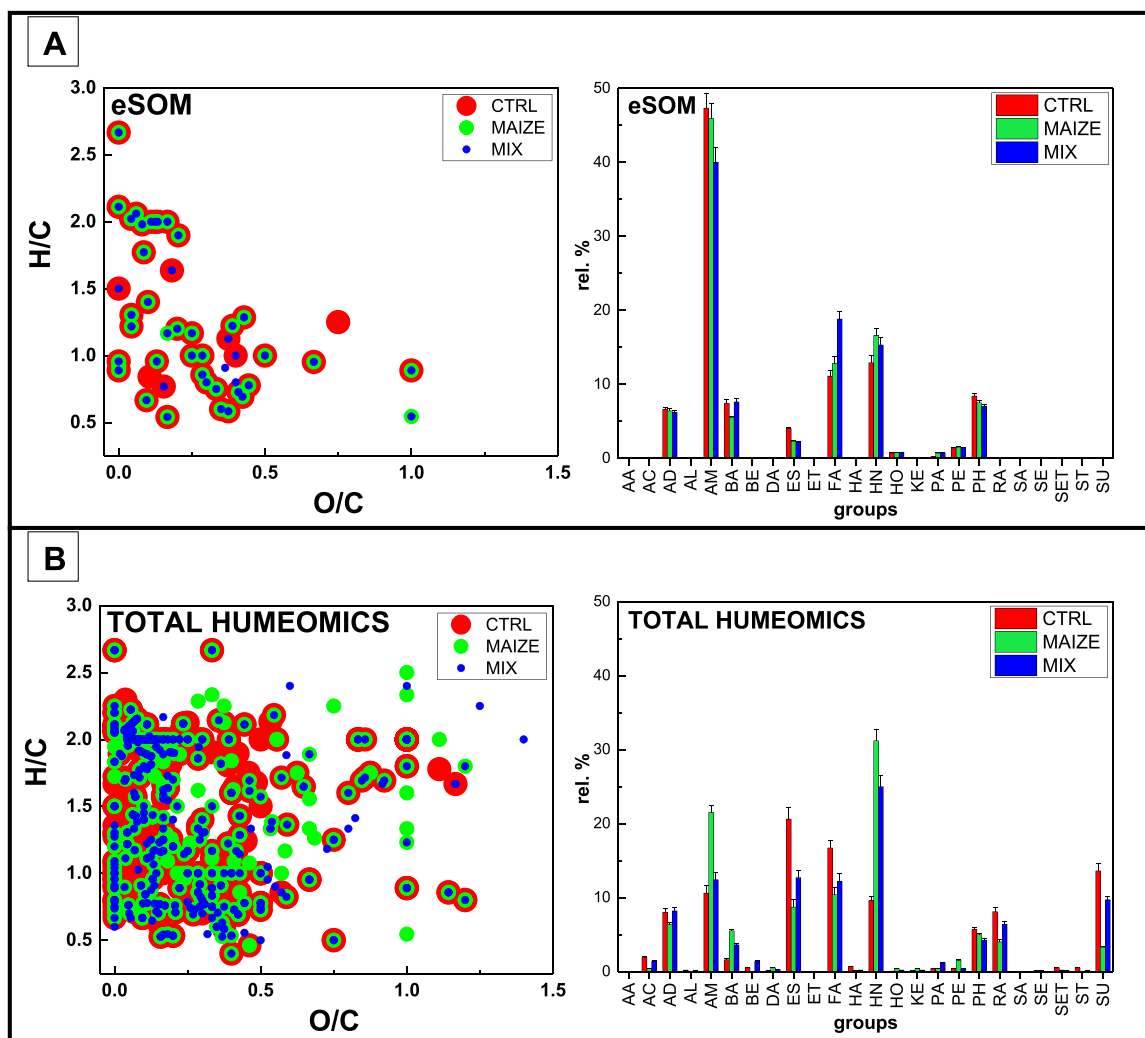 A
eSOM
CTRL
MAIZE
MIX
3.0
2.5
2.0
1.5
1.0
0.5
H/C
0.0 0.5 1.0 1.5
O/C
eSOM
CTRL
MAIZE
MIX
50
40
30
20
10
0
rel. %
AA AC AD AL AM BA BE DA ES ET FA HA HN HO KE PA PE PH RA SA SE SET ST SU
groups
B
TOTAL HUMEOMICS
CTRL
MAIZE
MIX
3.0
2.5
2.0
1.5
1.0
0.5
H/C
0.0 0.5 1.0 1.5
O/C
TOTAL HUMEOMICS
CTRL
MAIZE
MIX
50
40
30
20
10
0
rel. %
AA AC AD AL AM BA BE DA ES ET FA HA HN HO KE PA PE PH RA SA SE SET ST SU
groups